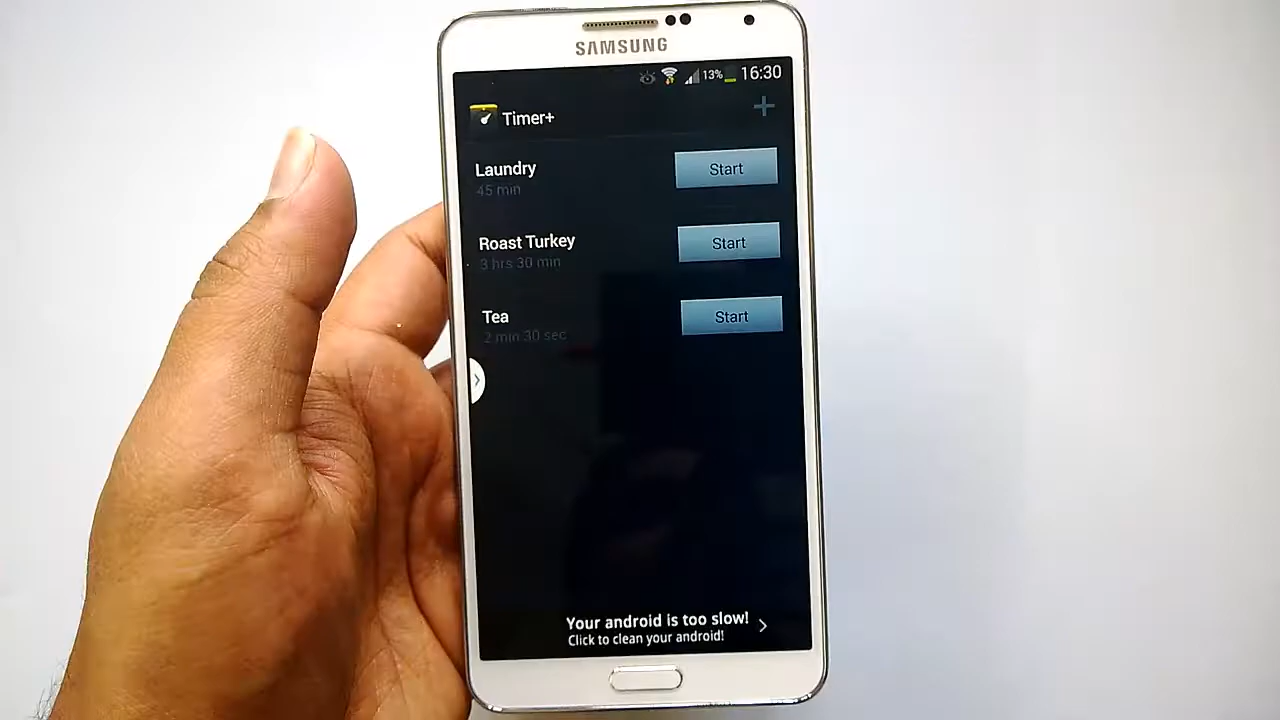 SAMSUNG
13% 16:30
Timer+ +
Laundry Start
45 min
Roast Turkey Start
3 hrs 30 min
Tea Start
2 min 30 sec
Your android is too slow!
Click to clean your android!